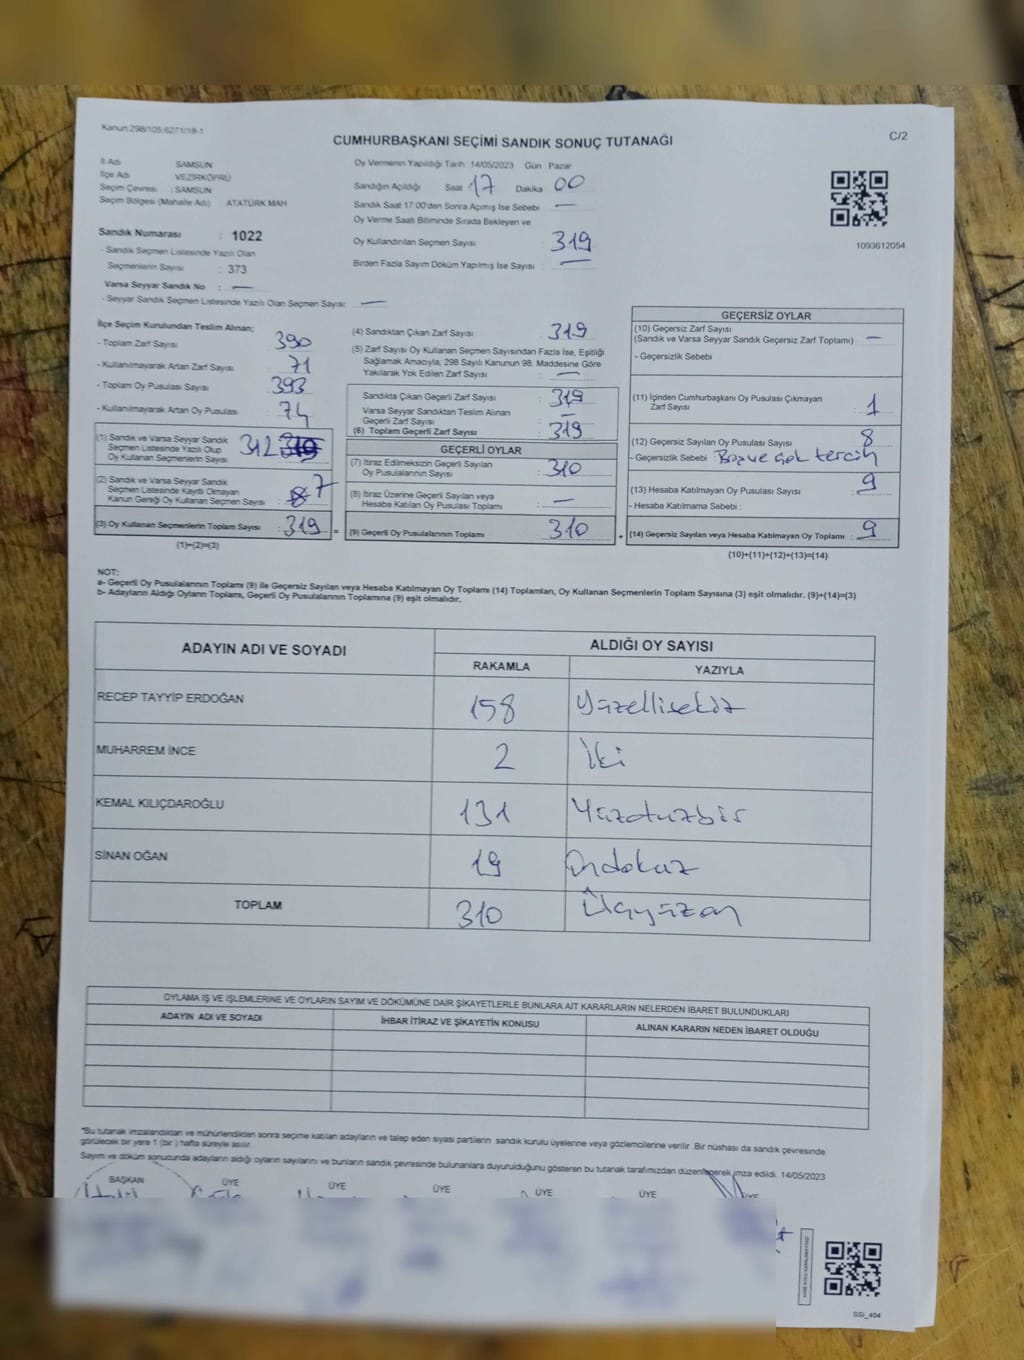 Kanun:298/105;6271/19-1
CUMHURBAŞKANI SEÇİMİ SANDIK SONUÇ TUTANAĞI
C/2
İl Adı SAMSUN
İlçe Adı VEZİRKÖPRÜ
Seçim Çevresi : SAMSUN
Seçim Bölgesi (Mahalle Adı) ATATÜRK MAH
Sandık Numarası : 1022
- Sandık Seçmen Listesinde Yazılı Olan
Seçmenlerin Sayısı : 373
Varsa Seyyar Sandık No : —
- Seyyar Sandık Seçmen Listesinde Yazılı Olan Seçmen Sayısı: —
Oy Vermenin Yapıldığı Tarih 14/05/2023 Gün : Pazar
Sandığın Açıldığı Saat 17 Dakika 00
Sandık Saat 17:00'den Sonra Açımış İse Sebebi : —
Oy Verme Saati Bitiminde Sırada Bekleyen ve
Oy Kullandırılan Seçmen Sayısı : 319
Birden Fazla Sayım Döküm Yapılmış İse Sayısı : —
1093612054
İlçe Seçim Kurulundan Teslim Alınan;
- Toplam Zarf Sayısı : 390
- Kullanılmayarak Artan Zarf Sayısı : 71
- Toplam Oy Pusulası Sayısı : 393
- Kullanılmayarak Artan Oy Pusulası : 74
(1) Sandık ve Varsa Seyyar Sandık
Seçmen Listesinde Yazılı Olup
Oy Kullanan Seçmenlerin Sayısı : 312
(2) Sandık ve Varsa Seyyar Sandık
Seçmen Listesinde Kayıtlı Olmayan
Kanun Gereği Oy Kullanan Seçmen Sayısı : 7
(3) Oy Kullanan Seçmenlerin Toplam Sayısı : 319 =
(1)+(2)=(3)
(4) Sandıktan Çıkan Zarf Sayısı : 319
(5) Zarf Sayısı Oy Kullanan Seçmen Sayısından Fazla İse, Eşitliği
Sağlamak Amacıyla, 298 Sayılı Kanunun 98. Maddesine Göre
Yakılarak Yok Edilen Zarf Sayısı : —
Sandıkta Çıkan Geçerli Zarf Sayısı : 319
Varsa Seyyar Sandıktan Teslim Alınan
Geçerli Zarf Sayısı : —
(6) Toplam Geçerli Zarf Sayısı : 319
GEÇERLİ OYLAR
(7) İtiraz Edilmeksizin Geçerli Sayılan
Oy Pusulalarının Sayısı : 310
(8) İtiraz Üzerine Geçerli Sayılan veya
Hesaba Katılan Oy Pusulası Toplamı : —
(9) Geçerli Oy Pusulalarının Toplamı : 310 +
GEÇERSİZ OYLAR
(10) Geçersiz Zarf Sayısı
(Sandık ve Varsa Seyyar Sandık Geçersiz Zarf Toplamı) : —
- Geçersizlik Sebebi :
(11) İçinden Cumhurbaşkanı Oy Pusulası Çıkmayan
Zarf Sayısı : 1
(12) Geçersiz Sayılan Oy Pusulası Sayısı : 8
- Geçersizlik Sebebi Boş ve Çok tercih
(13) Hesaba Katılmayan Oy Pusulası Sayısı : 9
- Hesaba Katılmama Sebebi :
(14) Geçersiz Sayılan veya Hesaba Katılmayan Oy Toplamı : 9
(10)+(11)+(12)+(13)=(14)
NOT:
a- Geçerli Oy Pusulalarının Toplamı (9) ile Geçersiz Sayılan veya Hesaba Katılmayan Oy Toplamı (14) Toplamları, Oy Kullanan Seçmenlerin Toplam Sayısına (3) eşit olmalıdır. (9)+(14)=(3)
b- Adayların Aldığı Oyların Toplamı, Geçerli Oy Pusulalarının Toplamına (9) eşit olmalıdır.
ADAYIN ADI VE SOYADI
ALDIĞI OY SAYISI
RAKAMLA YAZIYLA
RECEP TAYYİP ERDOĞAN 158 Yüzellisekiz
MUHARREM İNCE 2 İki
KEMAL KILIÇDAROĞLU 131 Yüzotuzbir
SİNAN OĞAN 19 Ondokuz
TOPLAM 310 Üçyüzon
OYLAMA İŞ VE İŞLEMLERİNE VE OYLARIN SAYIM VE DÖKÜMÜNE DAİR ŞİKAYETLERLE BUNLARA AİT KARARLARIN NELERDEN İBARET BULUNDUKLARI
ADAYIN ADI VE SOYADI İHBAR İTİRAZ VE ŞİKAYETİN KONUSU ALINAN KARARIN NEDEN İBARET OLDUĞU
"Bu tutanak imzalandıktan ve mühürlendikten sonra seçime katılan adayların ve talep eden siyasi partilerin sandık kurulu üyelerine veya gözlemcilerine verilir. Bir nüshası da sandık çevresinde
görülecek bir yere 1 (bir ) hafta süreyle asılır.
Sayım ve döküm sonucunda adayların aldığı oyların sayılarını ve bunların sandık çevresinde bulunanlara duyurulduğunu gösteren bu tutanak tarafımızdan düzenlenerek imza edildi. 14/05/2023
BAŞKAN ÜYE ÜYE ÜYE ÜYE ÜYE ÜYE
SSI_404